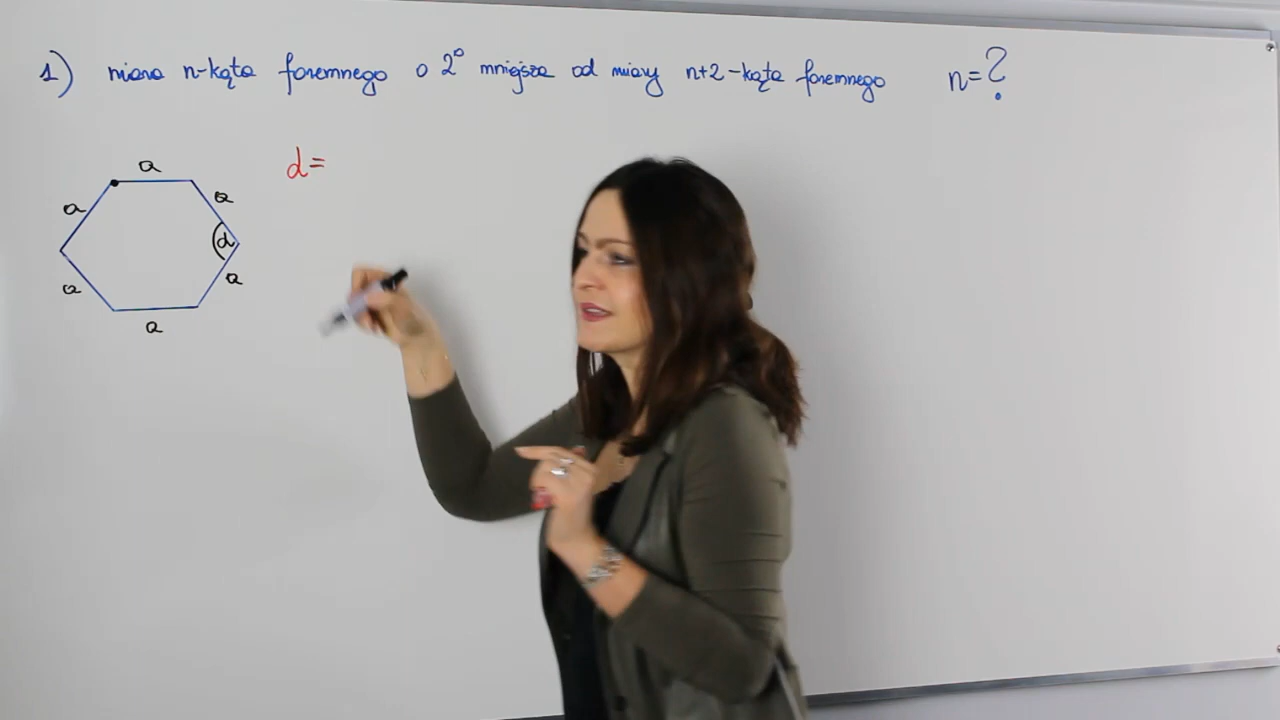 1) miara n-kąta foremnego o 2° mniejsza od miary n+2-kąta foremnego n=?
a
a
a
α
a
a
a
α=